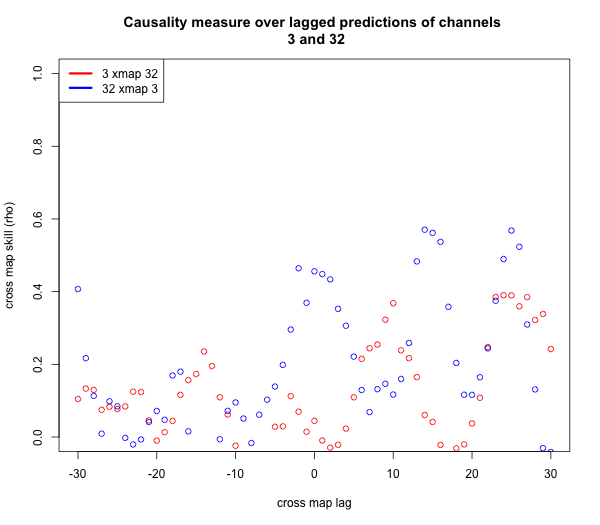 Causality measure over lagged predictions of channels
3 and 32
3 xmap 32
32 xmap 3
cross map skill (rho)
1.0
0.8
0.6
0.4
0.2
0.0
-30
-20
-10
0
10
20
30
cross map lag